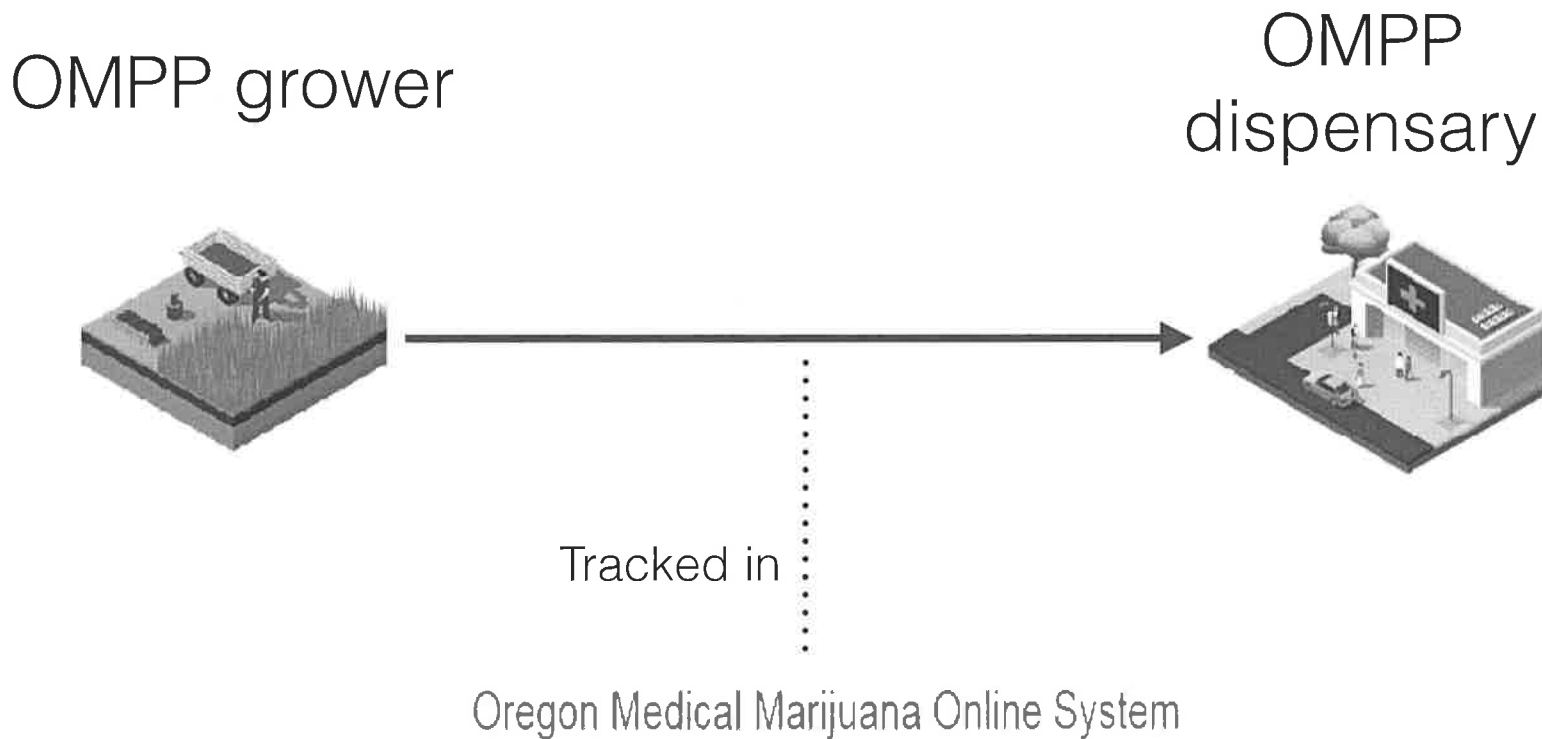 OMPP grower
OMPP
dispensary
Tracked in
Oregon Medical Marijuana Online System